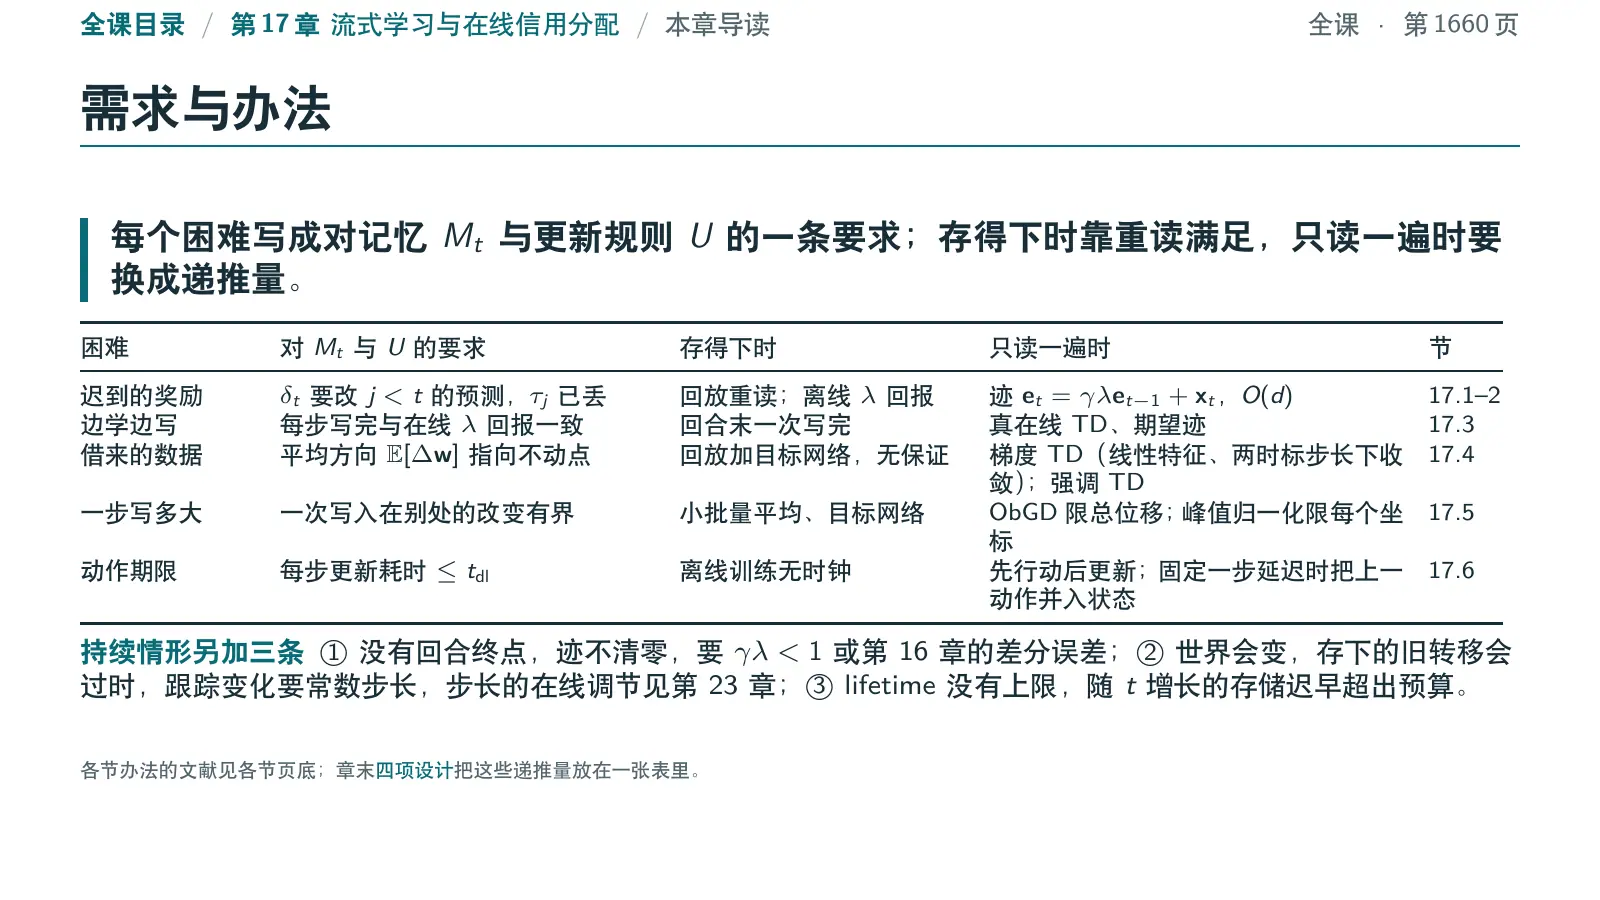 全课目录 / 第 17 章 流式学习与在线信用分配 / 本章导读
全课 · 第 1660 页
需求与办法
每个困难写成对记忆 M_t 与更新规则 U 的一条要求；存得下时靠重读满足，只读一遍时要
换成递推量。
困难 对 M_t 与 U 的要求 存得下时 只读一遍时 节
迟到的奖励 δ_t 要改 j < t 的预测，τ_j 已丢 回放重读；离线 λ 回报 迹 e_t = γλe_{t−1} + x_t，O(d) 17.1–2
边学边写 每步写完与在线 λ 回报一致 回合末一次写完 真在线 TD、期望迹 17.3
借来的数据 平均方向 𝔼[Δw] 指向不动点 回放加目标网络，无保证 梯度 TD（线性特征、两时标步长下收 17.4
敛）；强调 TD
一步写多大 一次写入在别处的改变有界 小批量平均、目标网络 ObGD 限总位移；峰值归一化限每个坐 17.5
标
动作期限 每步更新耗时 ≤ t_dl 离线训练无时钟 先行动后更新；固定一步延迟时把上一 17.6
动作并入状态
持续情形另加三条 ① 没有回合终点，迹不清零，要 γλ < 1 或第 16 章的差分误差；② 世界会变，存下的旧转移会
过时，跟踪变化要常数步长，步长的在线调节见第 23 章；③ lifetime 没有上限，随 t 增长的存储迟早超出预算。
各节办法的文献见各节页底；章末四项设计把这些递推量放在一张表里。